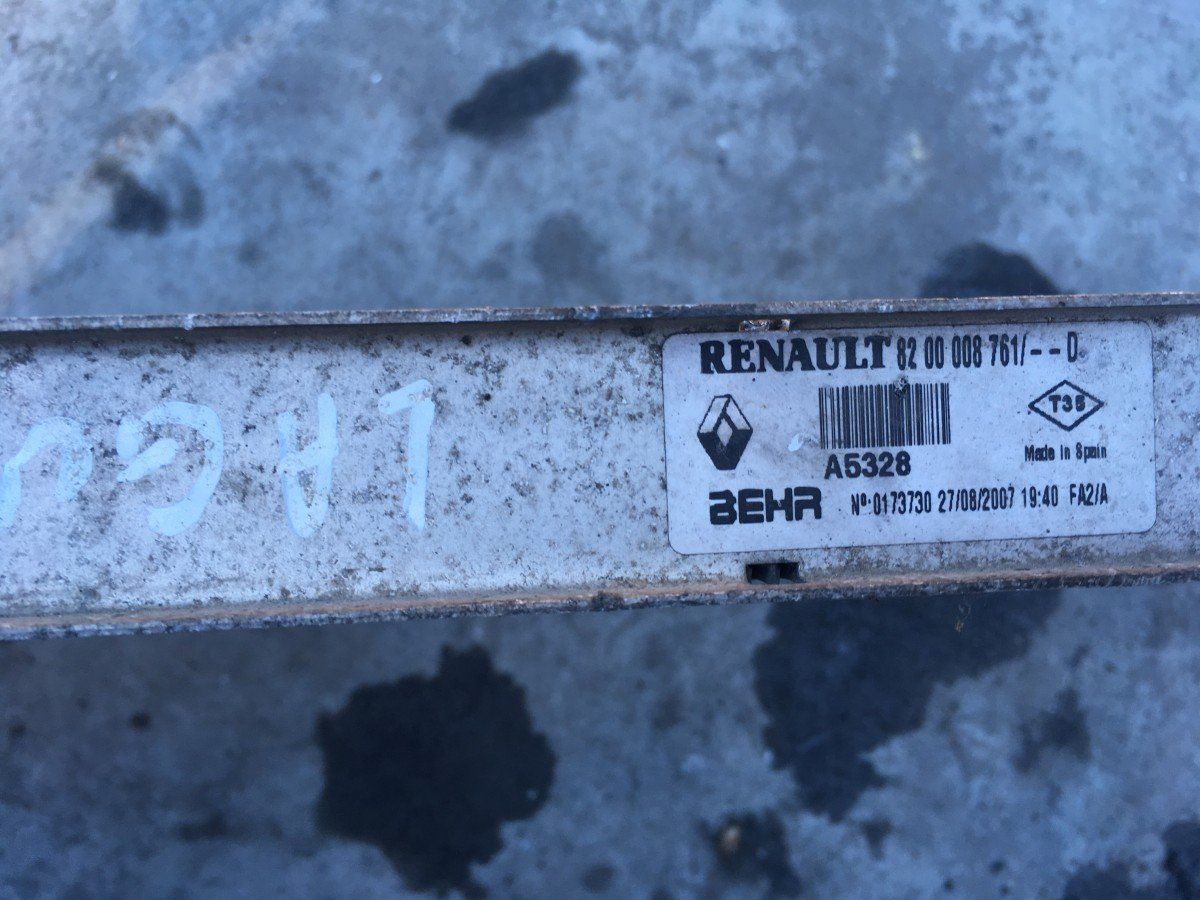 RENAULT 82 00 008 761/--D
T35
A5328
Made in Spain
BEHR Nº:0173730 27/08/2007 19:40 FA2/A
LAGU